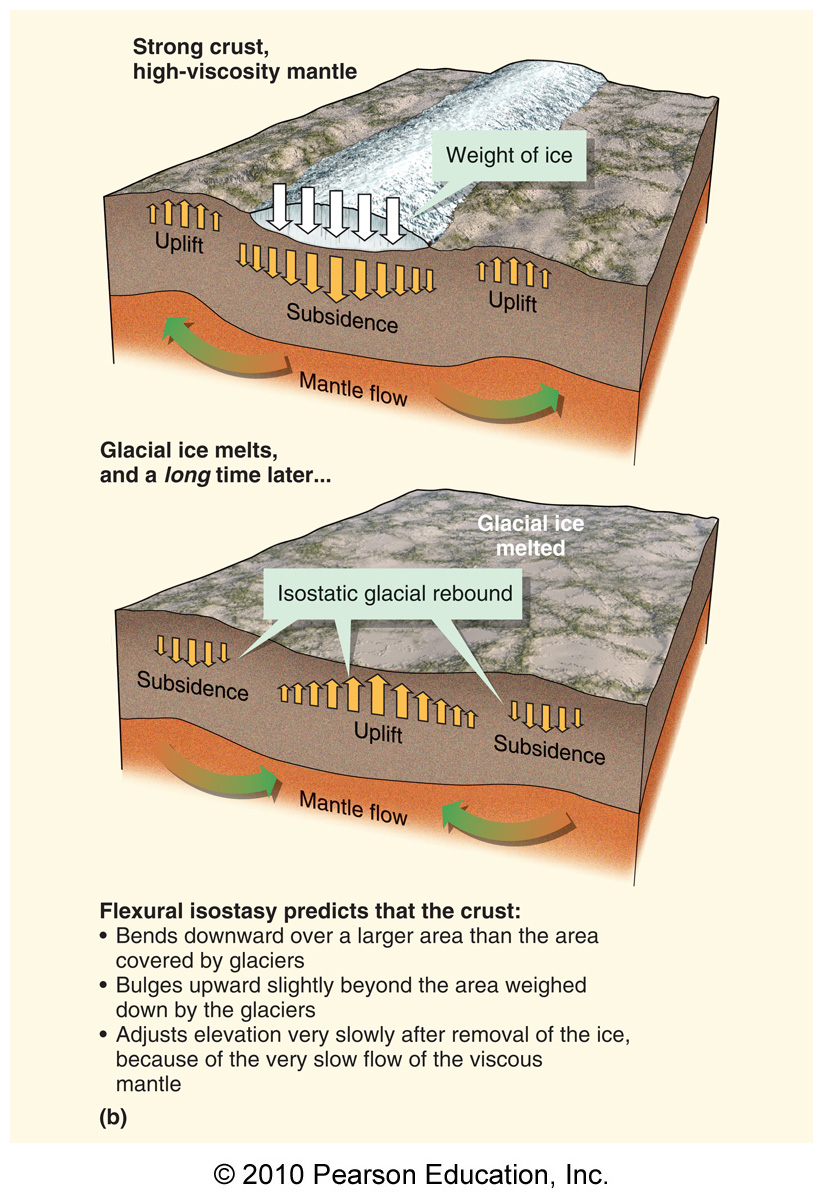 Strong crust,
high-viscosity mantle
Weight of ice
Uplift
Subsidence
Uplift
Mantle flow
Glacial ice melts,
and a long time later...
Glacial ice
melted
Isostatic glacial rebound
Subsidence
Uplift
Subsidence
Mantle flow
Flexural isostasy predicts that the crust:
• Bends downward over a larger area than the area
covered by glaciers
• Bulges upward slightly beyond the area weighed
down by the glaciers
• Adjusts elevation very slowly after removal of the ice,
because of the very slow flow of the viscous
mantle
(b)
© 2010 Pearson Education, Inc.